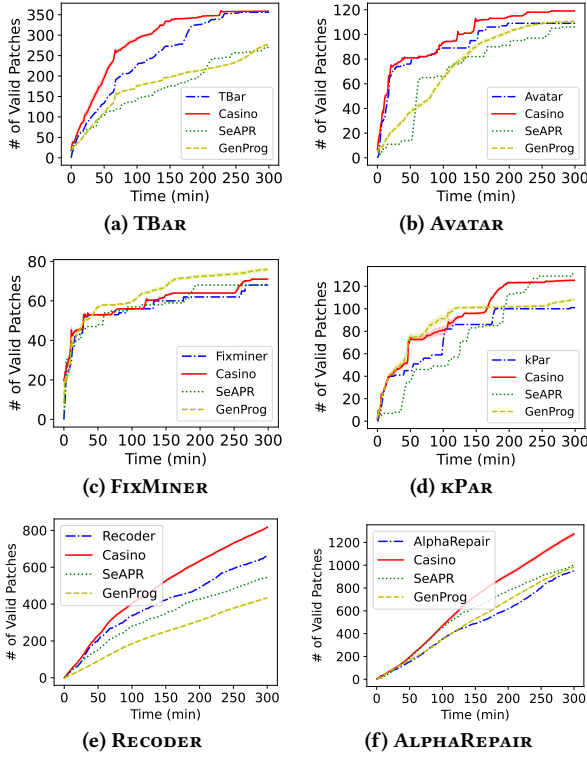 350
300
250
200
150
100
50
0
# of Valid Patches
TBar
Casino
SeAPR
GenProg
0 50 100 150 200 250 300
Time (min)
(a) TBAR
120
100
80
60
40
20
0
# of Valid Patches
Avatar
Casino
SeAPR
GenProg
0 50 100 150 200 250 300
Time (min)
(b) AVATAR
80
60
40
20
0
# of Valid Patches
Fixminer
Casino
SeAPR
GenProg
0 50 100 150 200 250 300
Time (min)
(c) FIXMINER
120
100
80
60
40
20
0
# of Valid Patches
kPar
Casino
SeAPR
GenProg
0 50 100 150 200 250 300
Time (min)
(d) KPAR
800
600
400
200
0
# of Valid Patches
Recoder
Casino
SeAPR
GenProg
0 50 100 150 200 250 300
Time (min)
(e) RECODER
1200
1000
800
600
400
200
0
# of Valid Patches
AlphaRepair
Casino
SeAPR
GenProg
0 50 100 150 200 250 300
Time (min)
(f) ALPHAREPAIR